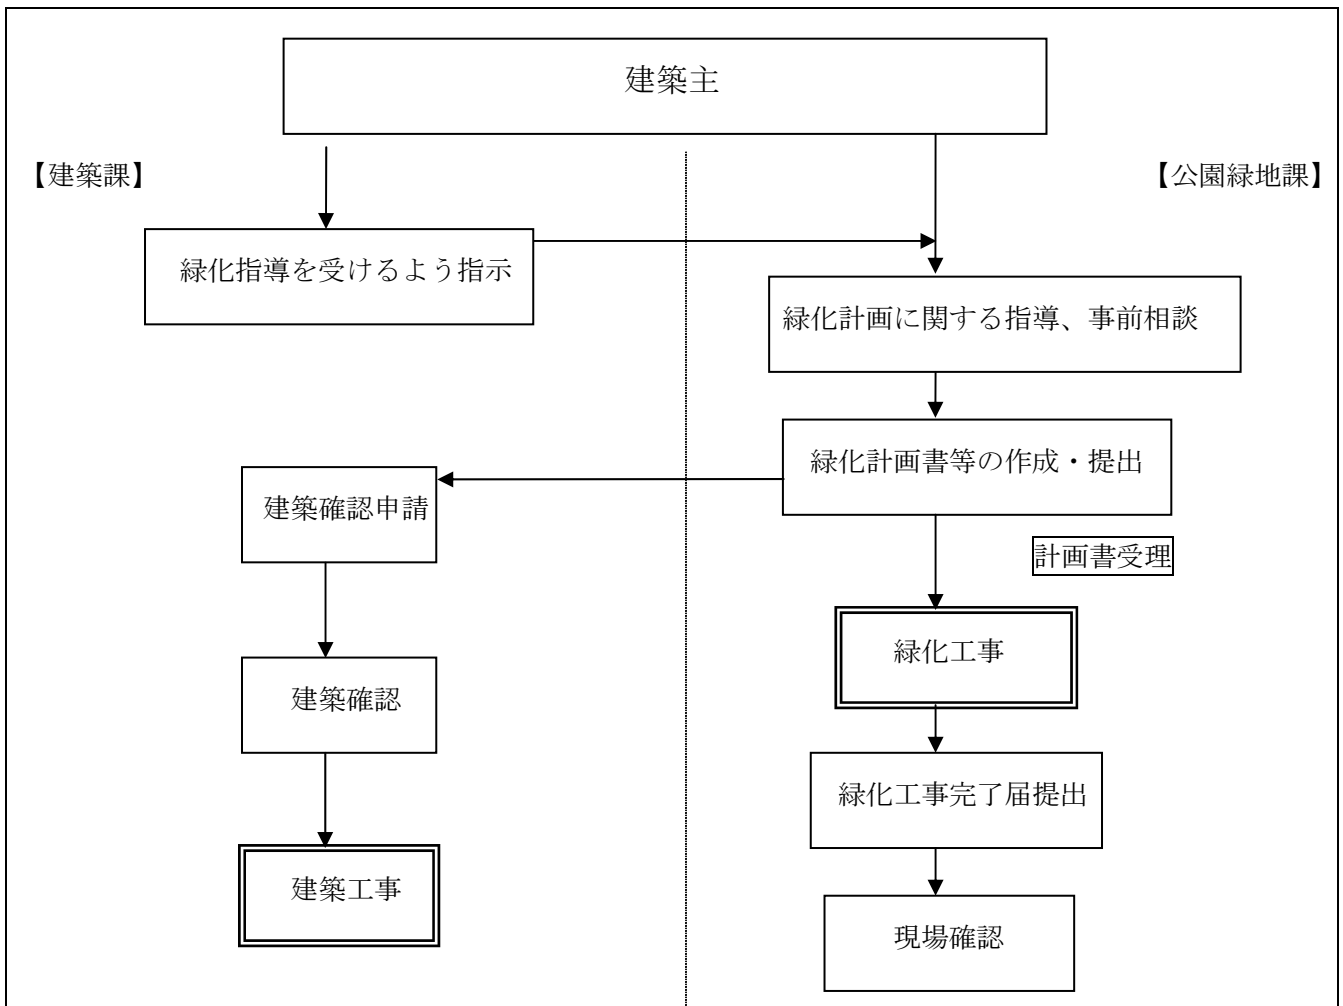 建築主
【建築課】
【公園緑地課】
緑化指導を受けるよう指示
緑化計画に関する指導、事前相談
緑化計画書等の作成・提出
建築確認申請
計画書受理
緑化工事
建築確認
緑化工事完了届提出
建築工事
現場確認